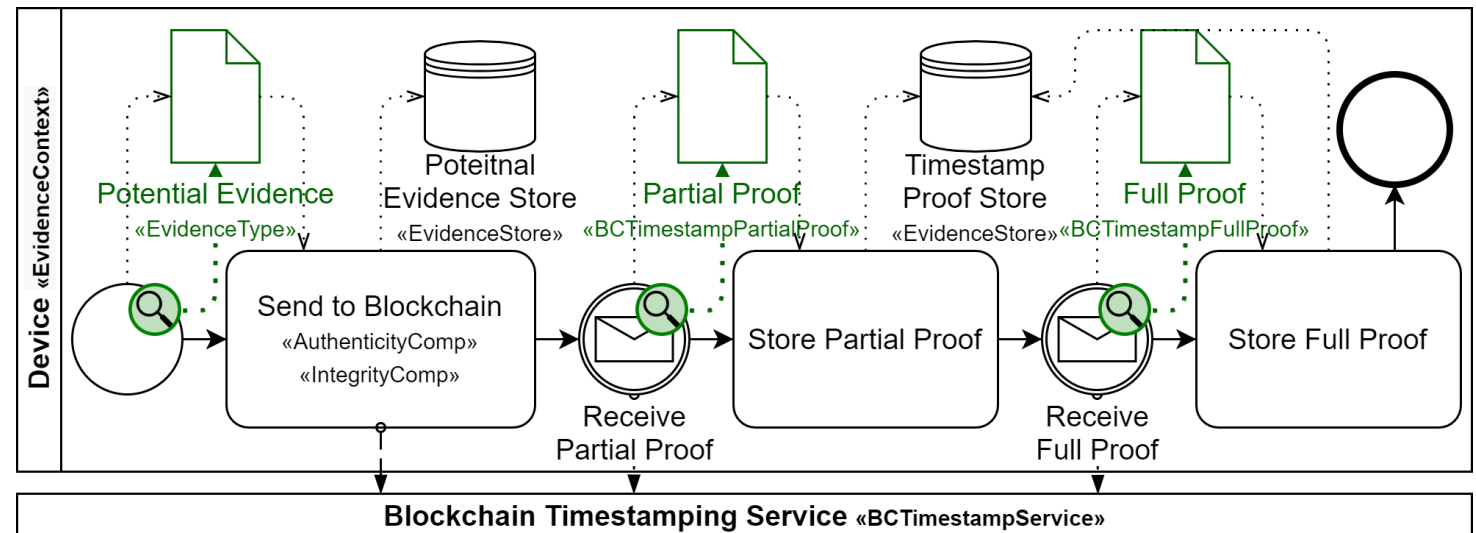 Device «EvidenceContext»
Potential Evidence
«EvidenceType»
Poteitnal
Evidence Store
«EvidenceStore»
Partial Proof
«BCTimestampPartialProof»
Timestamp
Proof Store
«EvidenceStore»
Full Proof
«BCTimestampFullProof»
Send to Blockchain
«AuthenticityComp»
«IntegrityComp»
Receive
Partial Proof
Store Partial Proof
Receive
Full Proof
Store Full Proof
Blockchain Timestamping Service «BCTimestampService»